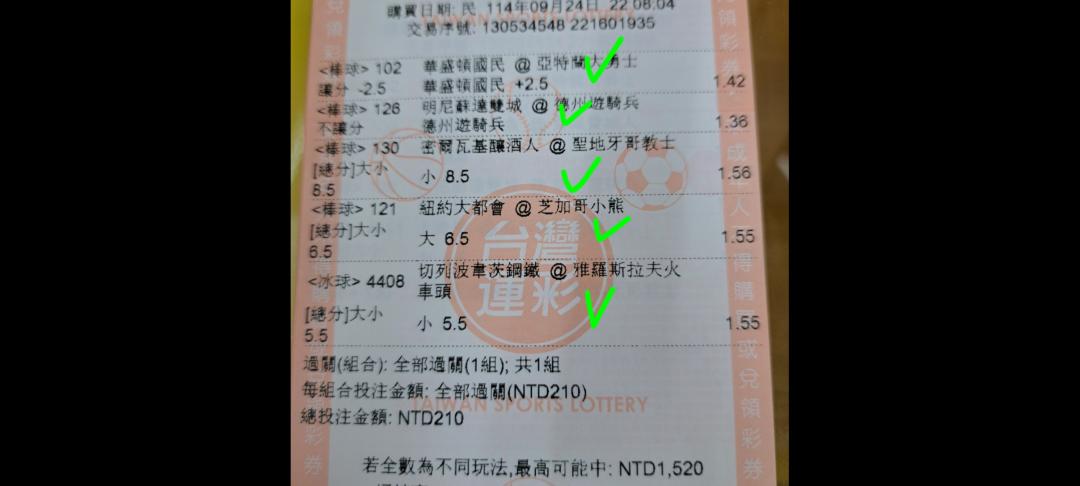 購買日期: 民 114年09月24日 22:08:04
交易序號: 130534548 221601935
<棒球> 102 華盛頓國民 @ 亞特蘭大勇士
讓分 -2.5 華盛頓國民 +2.5 1.42
<棒球> 126 明尼蘇達雙城 @ 德州遊騎兵
不讓分 德州遊騎兵 1.36
<棒球> 130 密爾瓦基釀酒人 @ 聖地牙哥教士
[總分]大小 小 8.5 1.56
8.5
<棒球> 121 紐約大都會 @ 芝加哥小熊
[總分]大小 大 6.5 1.55
6.5
<冰球> 4408 切列波韋茨鋼鐵 @ 雅羅斯拉夫火
車頭
[總分]大小 小 5.5 1.55
5.5
過關(組合): 全部過關(1組); 共1組
每組合投注金額: 全部過關(NTD210)
總投注金額: NTD210
若全數為不同玩法,最高可能中: NTD1,520
台灣
運彩
TAIWAN SPORTS LOTTERY